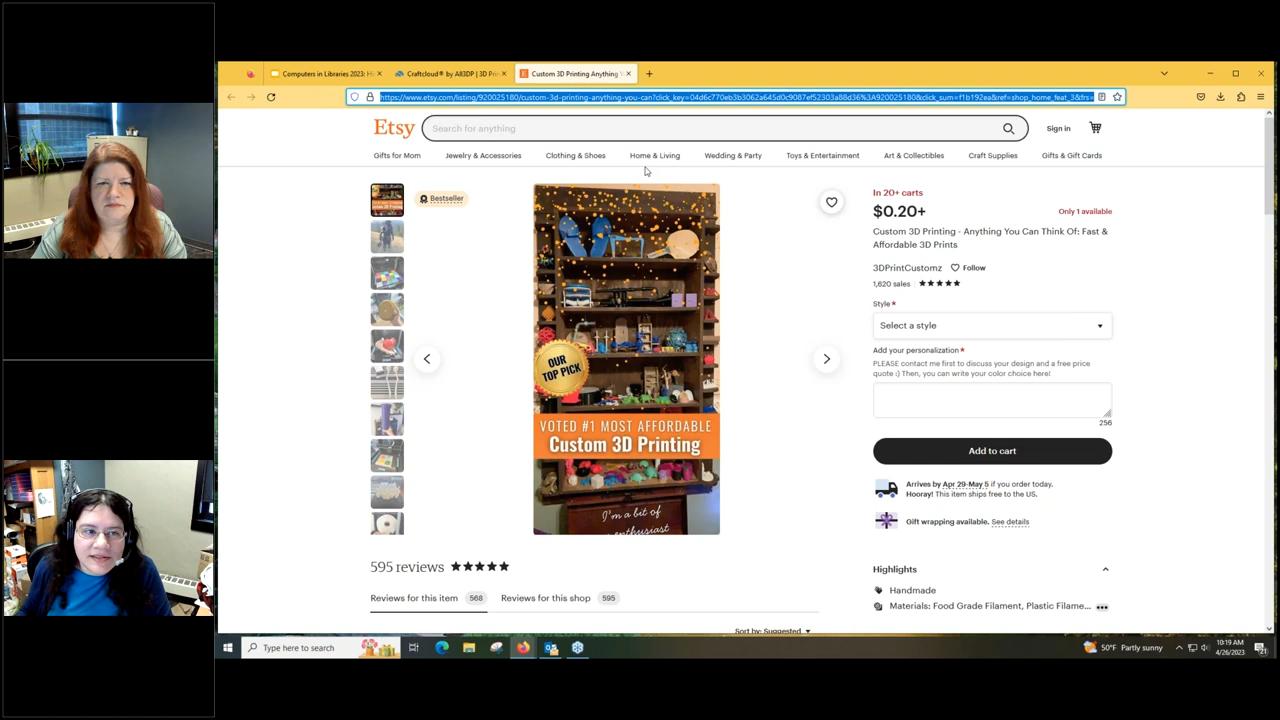 Computers in Libraries 2023: H
Craftcloud® by All3DP | 3D Prin
Custom 3D Printing Anything Y
https://www.etsy.com/listing/920025180/custom-3d-printing-anything-you-can?click_key=04d6c770eb3b3062a645d0c9087ef52303a88d36%3A920025180&click_sum=f1b192ea&ref=shop_home_feat_3&frs=
Etsy
Search for anything
Sign in
Gifts for Mom
Jewelry & Accessories
Clothing & Shoes
Home & Living
Wedding & Party
Toys & Entertainment
Art & Collectibles
Craft Supplies
Gifts & Gift Cards
Bestseller
OUR
TOP PICK
VOTED #1 MOST AFFORDABLE
Custom 3D Printing
I'm a bit of
enthusiast
In 20+ carts
$0.20+
Only 1 available
Custom 3D Printing - Anything You Can Think Of: Fast &
Affordable 3D Prints
3DPrintCustomz
Follow
1,620 sales
Style*
Select a style
Add your personalization*
PLEASE contact me first to discuss your design and a free price
quote :) Then, you can write your color choice here!
256
Add to cart
Arrives by Apr 29-May 5 if you order today.
Hooray! This item ships free to the US.
Gift wrapping available. See details
Highlights
Handmade
Materials: Food Grade Filament, Plastic Filame...
595 reviews
Reviews for this item 568
Reviews for this shop 595
Sort by: Suggested
Type here to search
50°F Partly sunny
10:19 AM
4/26/2023
21